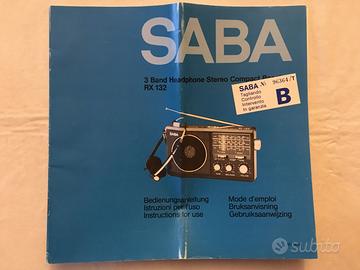 SABA
3 Band Headphone Stereo Compact
RX 132
SABA N.
Tagliando
Controllo
Intervento
in garanzia
B
SABA
Bedienungsanleitung
Istruzioni per l'uso
Instructions for use
Mode d'emploi
Bruksanvisning
Gebruiksaanwijzing
subito